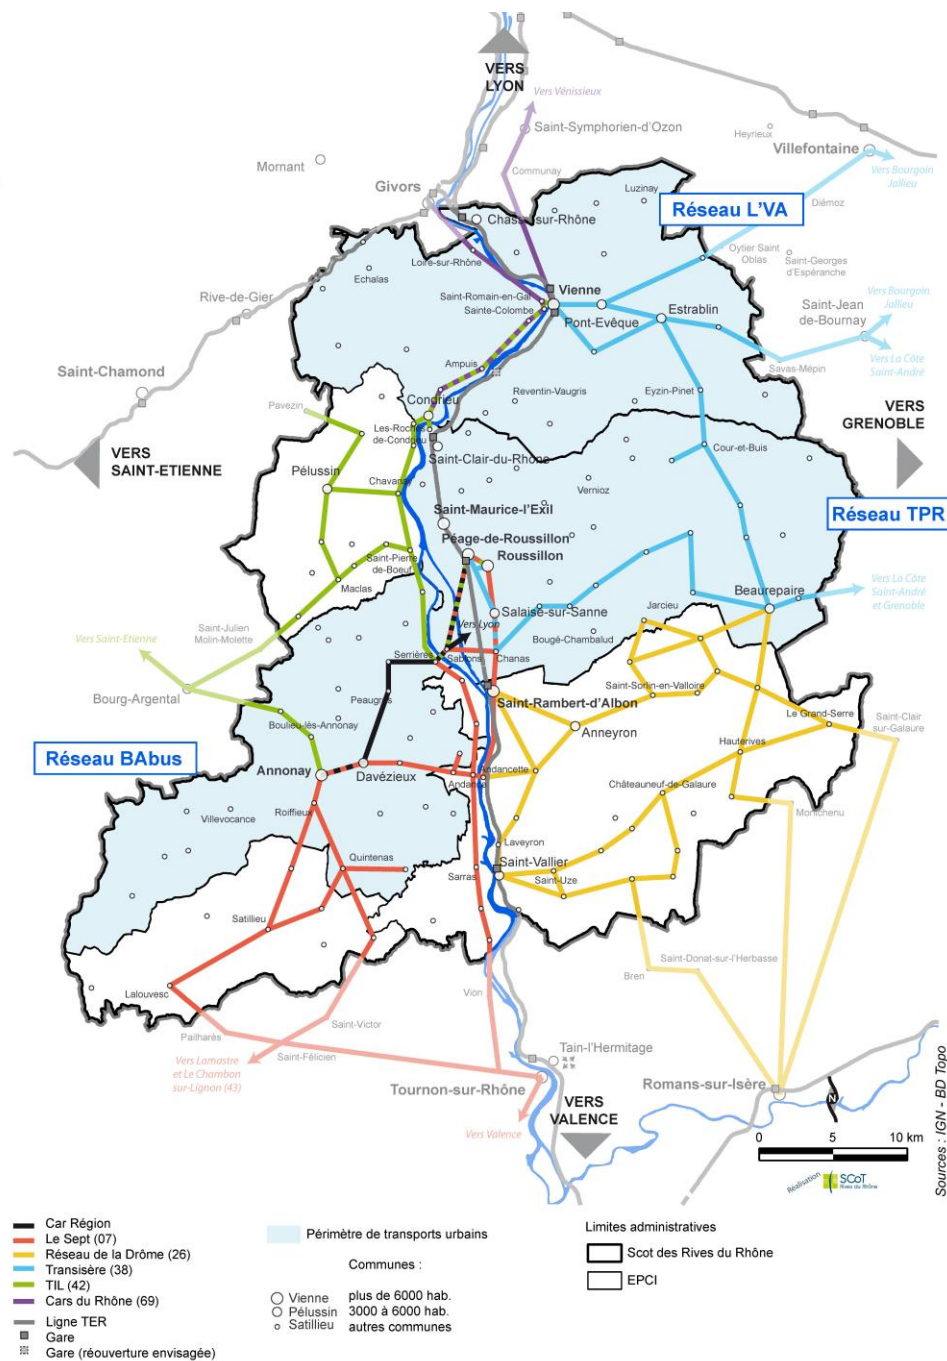 VERS
LYON
Vers Vénissieux
Saint-Symphorien-d'Ozon
Heyrieux
Villefontaine
Mornant
Communay
Vers Bourgoin
Jallieu
Givors
Luzinay
Réseau L'VA
Diémoz
Chasse-sur-Rhône
Loire-sur-Rhône
Oytier Saint
Oblas
Saint-Georges
d'Espéranche
Echalas
Vienne
Vers Bourgoin
Jallieu
Rive-de-Gier
Saint-Romain-en-Gal
Sainte-Colombe
Pont-Evêque
Estrablin
Saint-Jean
de-Bournay
Vers La Côte
Saint-André
Saint-Chamond
Ampuis
Savas-Mépin
Reventin-Vaugris
Eyzin-Pinet
Pavezin
Condrieu
Les-Roches
de-Condrieu
VERS
GRENOBLE
VERS
SAINT-ETIENNE
Saint-Clair-du-Rhône
Cour-et-Buis
Pélussin
Chavanay
Vernioz
Saint-Maurice-l'Exil
Réseau TPR
Péage-de-Roussillon
Roussillon
Saint-Pierre
de-Boeuf
Maclas
Beaurepaire
Vers La Côte
Saint-André
et Grenoble
Salaise-sur-Sanne
Jarcieu
Saint-Julien
Molin-Molette
Vers Lyon
Bougé-Chambalud
Vers Saint-Etienne
Serrières
Sablons
Chanas
Bourg-Argental
Peaugres
Saint-Sorlin-en-Valloire
Saint-Rambert-d'Albon
Le Grand-Serre
Saint-Clair
sur-Galaure
Boulieu-lès-Annonay
Anneyron
Hauterives
Réseau BAbus
Annonay
Davézieux
Andance
Andancette
Châteauneuf-de-Galaure
Montchenu
Roiffieux
Villevocance
Laveyron
Quintenas
Saint-Vallier
Sarras
Saint-Uze
Satillieu
Saint-Donat-sur-l'Herbasse
Bren
Lalouvesc
Vion
Saint-Victor
Pailharès
Saint-Félicien
Vers Lamastre
et Le Chambon
sur-Lignon (43)
Tain-l'Hermitage
Tournon-sur-Rhône
Romans-sur-Isère
VERS
VALENCE
Vers Valence
N
0 5 10 km
Réalisation
SCoT
Rives du Rhône
Sources : IGN - BD Topo
Car Région
Le Sept (07)
Réseau de la Drôme (26)
Transisère (38)
TIL (42)
Cars du Rhône (69)
Ligne TER
Gare
Gare (réouverture envisagée)
Périmètre de transports urbains
Communes :
Vienne plus de 6000 hab.
Pélussin 3000 à 6000 hab.
Satillieu autres communes
Limites administratives
Scot des Rives du Rhône
EPCI